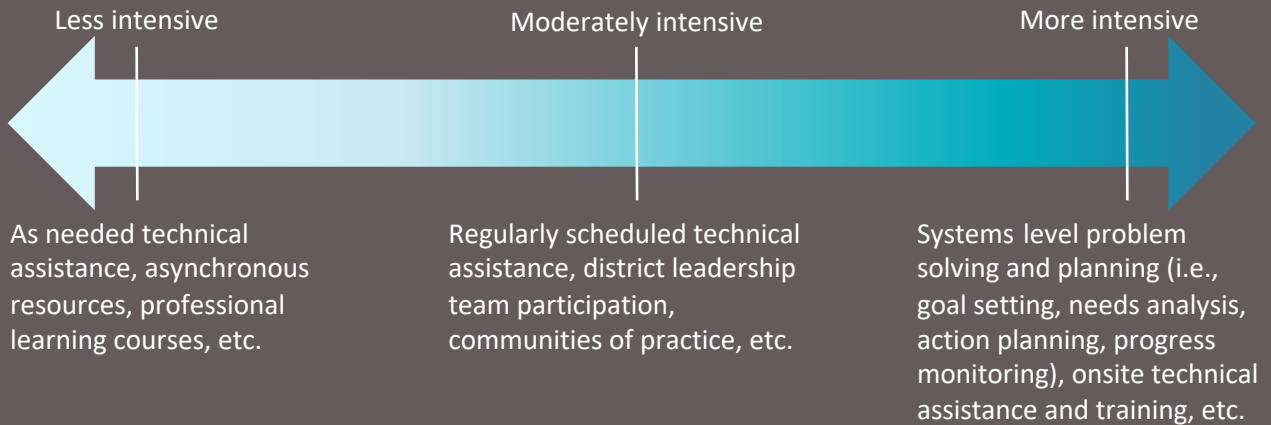 Less intensive
Moderately intensive
More intensive
As needed technical
assistance, asynchronous
resources, professional
learning courses, etc.
Regularly scheduled technical
assistance, district leadership
team participation,
communities of practice, etc.
Systems level problem
solving and planning (i.e.,
goal setting, needs analysis,
action planning, progress
monitoring), onsite technical
assistance and training, etc.